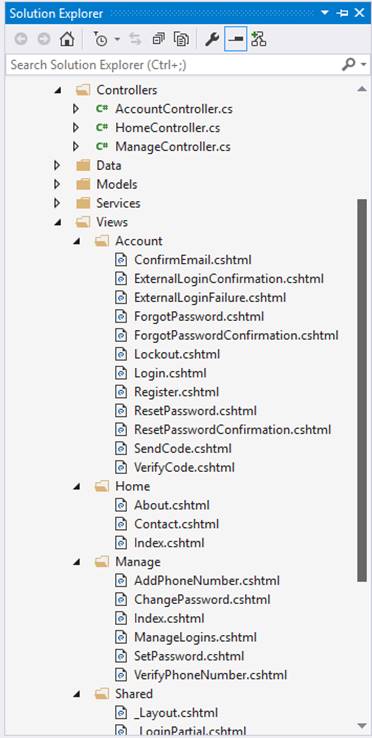 Solution Explorer
Search Solution Explorer (Ctrl+;)
Controllers
C# AccountController.cs
C# HomeController.cs
C# ManageController.cs
Data
Models
Services
Views
Account
ConfirmEmail.cshtml
ExternalLoginConfirmation.cshtml
ExternalLoginFailure.cshtml
ForgotPassword.cshtml
ForgotPasswordConfirmation.cshtml
Lockout.cshtml
Login.cshtml
Register.cshtml
ResetPassword.cshtml
ResetPasswordConfirmation.cshtml
SendCode.cshtml
VerifyCode.cshtml
Home
About.cshtml
Contact.cshtml
Index.cshtml
Manage
AddPhoneNumber.cshtml
ChangePassword.cshtml
Index.cshtml
ManageLogins.cshtml
SetPassword.cshtml
VerifyPhoneNumber.cshtml
Shared
_Layout.cshtml
_LoginPartial.cshtml